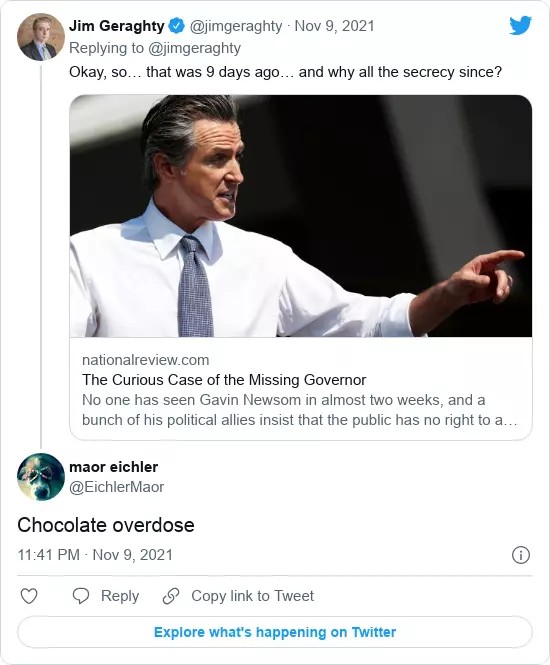 Jim Geraghty @jimgeraghty · Nov 9, 2021
Replying to @jimgeraghty
Okay, so… that was 9 days ago… and why all the secrecy since?
nationalreview.com
The Curious Case of the Missing Governor
No one has seen Gavin Newsom in almost two weeks, and a
bunch of his political allies insist that the public has no right to a…
maor eichler
@EichlerMaor
Chocolate overdose
11:41 PM · Nov 9, 2021
Reply
Copy link to Tweet
Explore what's happening on Twitter